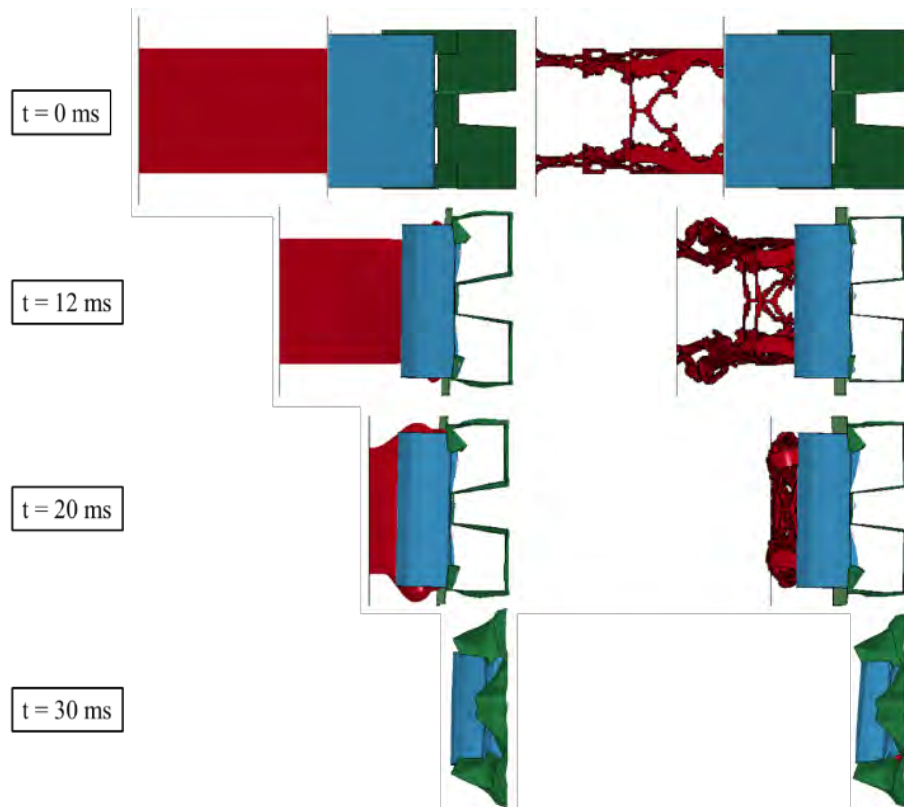 t = 0 ms
t = 12 ms
t = 20 ms
t = 30 ms